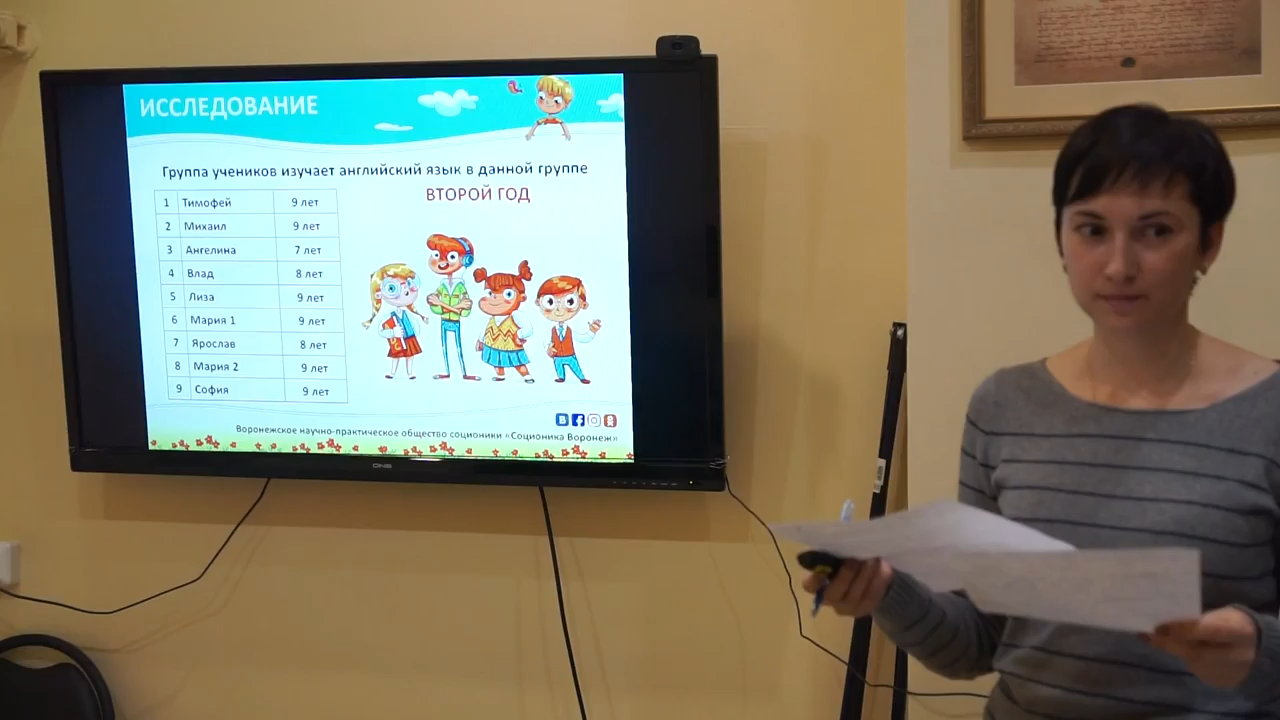 ИССЛЕДОВАНИЕ
Группа учеников изучает английский язык в данной группе
ВТОРОЙ ГОД
1 Тимофей 9 лет
2 Михаил 9 лет
3 Ангелина 7 лет
4 Влад 8 лет
5 Лиза 9 лет
6 Мария 1 9 лет
7 Ярослав 8 лет
8 Мария 2 9 лет
9 София 9 лет
Воронежское научно-практическое общество соционики «Соционика Воронеж»